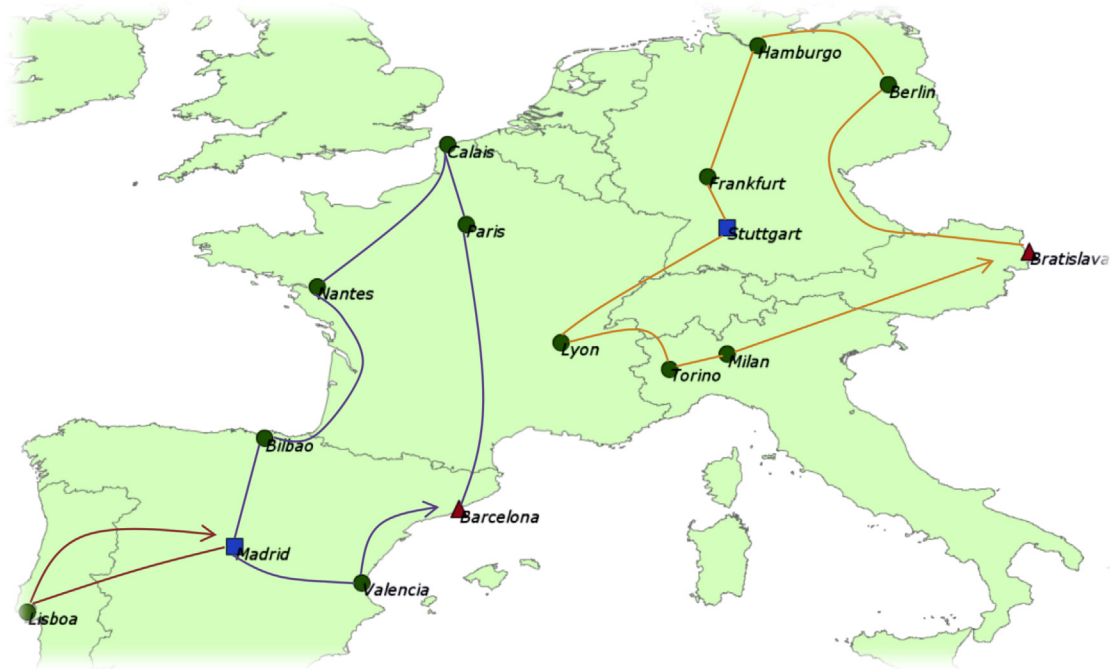 Hamburgo
Berlin
Calais
Frankfurt
Paris
Stuttgart
Bratislava
Nantes
Lyon
Milan
Torino
Bilbao
Barcelona
Madrid
Valencia
Lisboa